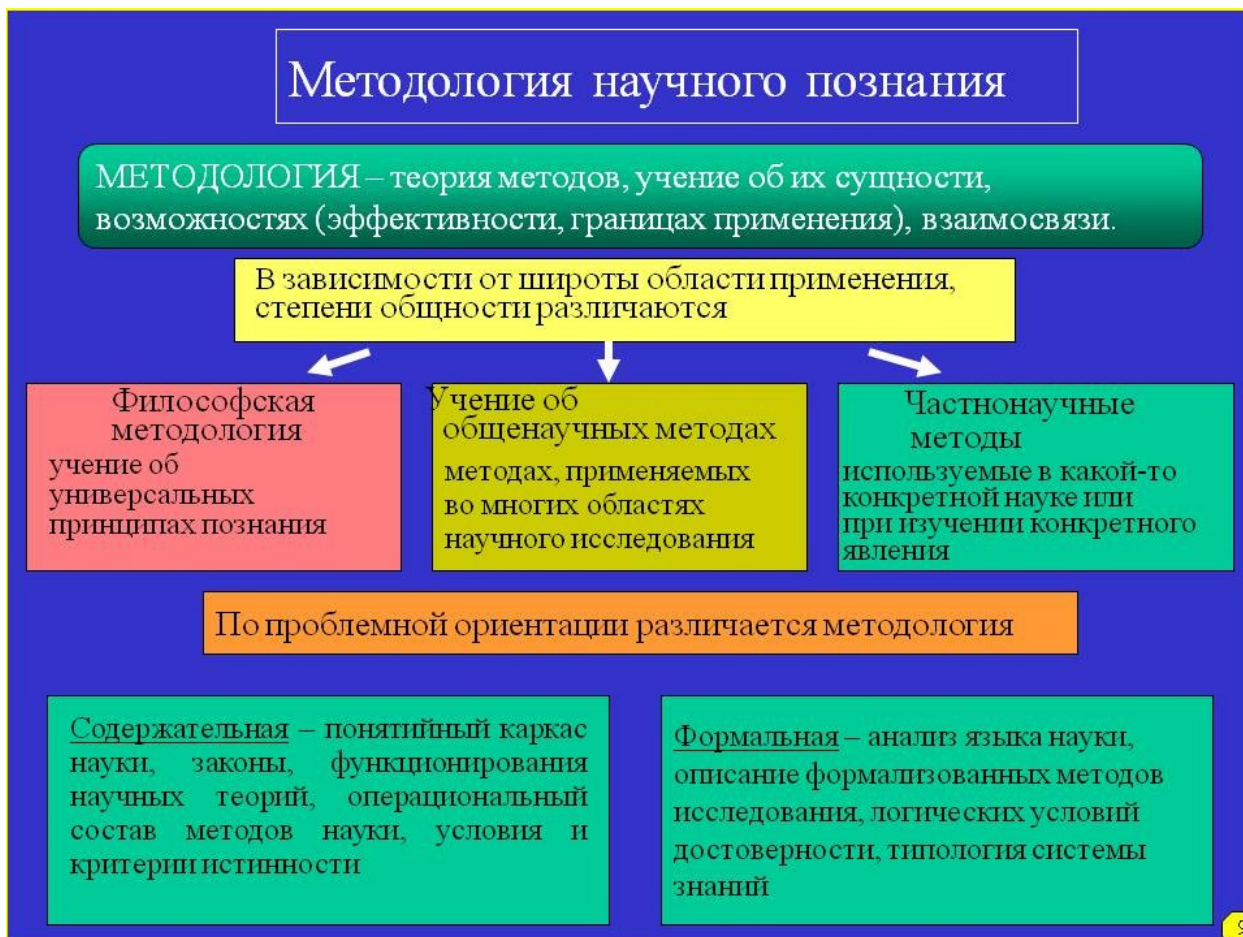 Методология научного познания
МЕТОДОЛОГИЯ – теория методов, учение об их сущности,
возможностях (эффективности, границах применения), взаимосвязи.
В зависимости от широты области применения,
степени общности различаются
Философская
методология
учение об
универсальных
принципах познания
Учение об
общенаучных методах
методах, применяемых
во многих областях
научного исследования
Частнонаучные
методы
используемые в какой-то
конкретной науке или
при изучении конкретного
явления
По проблемной ориентации различается методология
Содержательная – понятийный каркас
науки, законы, функционирования
научных теорий, операциональный
состав методов науки, условия и
критерии истинности
Формальная – анализ языка науки,
описание формализованных методов
исследования, логических условий
достоверности, типология системы
знаний